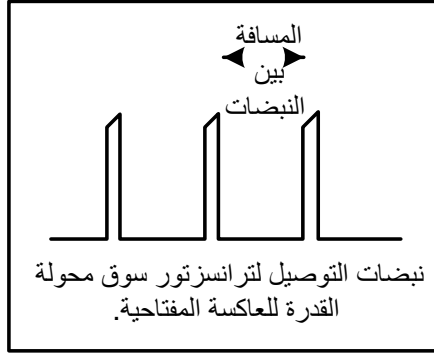 المسافة
بين
النبضات
نبضات التوصيل لترانسزتور سوق محولة
القدرة للعاكسة المفتاحية.